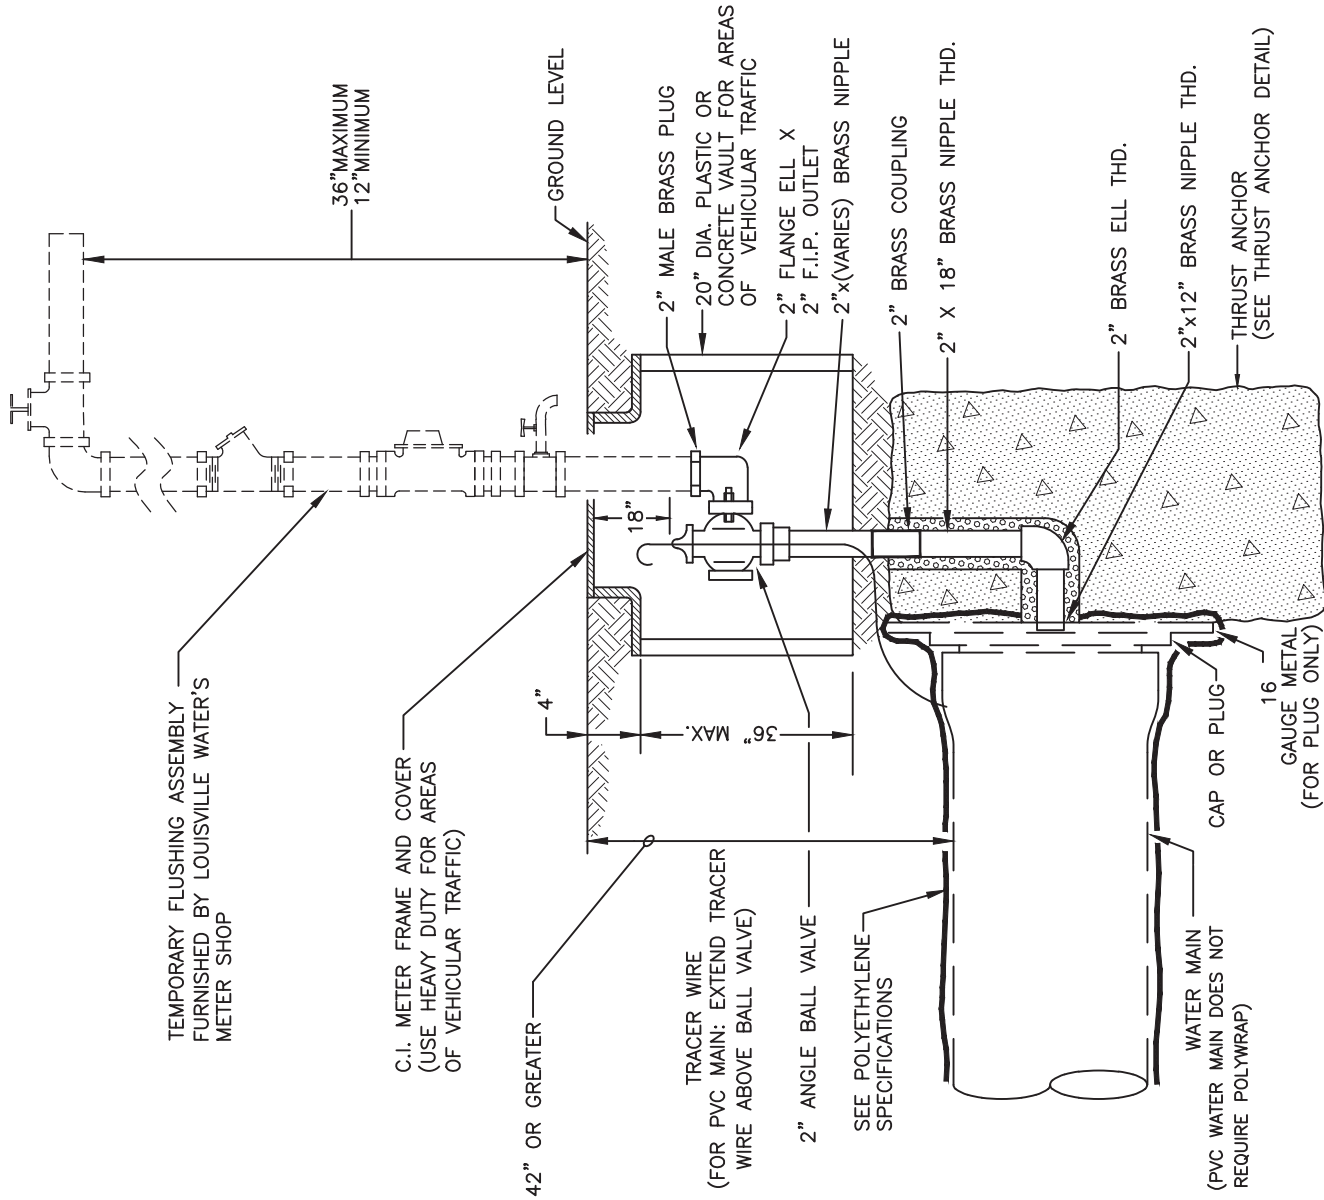 36"MAXIMUM
12"MINIMUM
GROUND LEVEL
2" MALE BRASS PLUG
20" DIA. PLASTIC OR
CONCRETE VAULT FOR AREAS
OF VEHICULAR TRAFFIC
2" FLANGE ELL X
2" F.I.P. OUTLET
2"x(VARIES) BRASS NIPPLE
2" BRASS COUPLING
2" X 18" BRASS NIPPLE THD.
2" BRASS ELL THD.
2"x12" BRASS NIPPLE THD.
THRUST ANCHOR
(SEE THRUST ANCHOR DETAIL)
18"
4"
36" MAX.
TEMPORARY FLUSHING ASSEMBLY
FURNISHED BY LOUISVILLE WATER'S
METER SHOP
C.I. METER FRAME AND COVER
(USE HEAVY DUTY FOR AREAS
OF VEHICULAR TRAFFIC)
42" OR GREATER
TRACER WIRE
(FOR PVC MAIN: EXTEND TRACER
WIRE ABOVE BALL VALVE)
2" ANGLE BALL VALVE
SEE POLYETHYLENE
SPECIFICATIONS
WATER MAIN
(PVC WATER MAIN DOES NOT
REQUIRE POLYWRAP)
CAP OR PLUG
16
GAUGE METAL
(FOR PLUG ONLY)